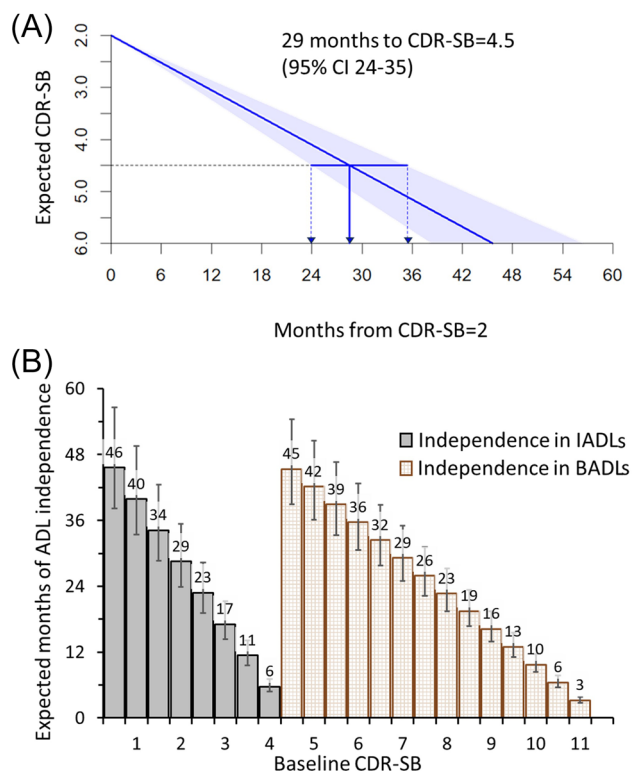 (A)
29 months to CDR-SB=4.5
(95% CI 24-35)
Expected CDR-SB
2.0
3.0
4.0
5.0
6.0
0 6 12 18 24 30 36 42 48 54 60
Months from CDR-SB=2
(B)
Expected months of ADL independence
60
48
36
24
12
0
Independence in IADLs
Independence in BADLs
46 40 34 29 23 17 11 6 45 42 39 36 32 29 26 23 19 16 13 10 6 3
1 2 3 4 5 6 7 8 9 10 11
Baseline CDR-SB